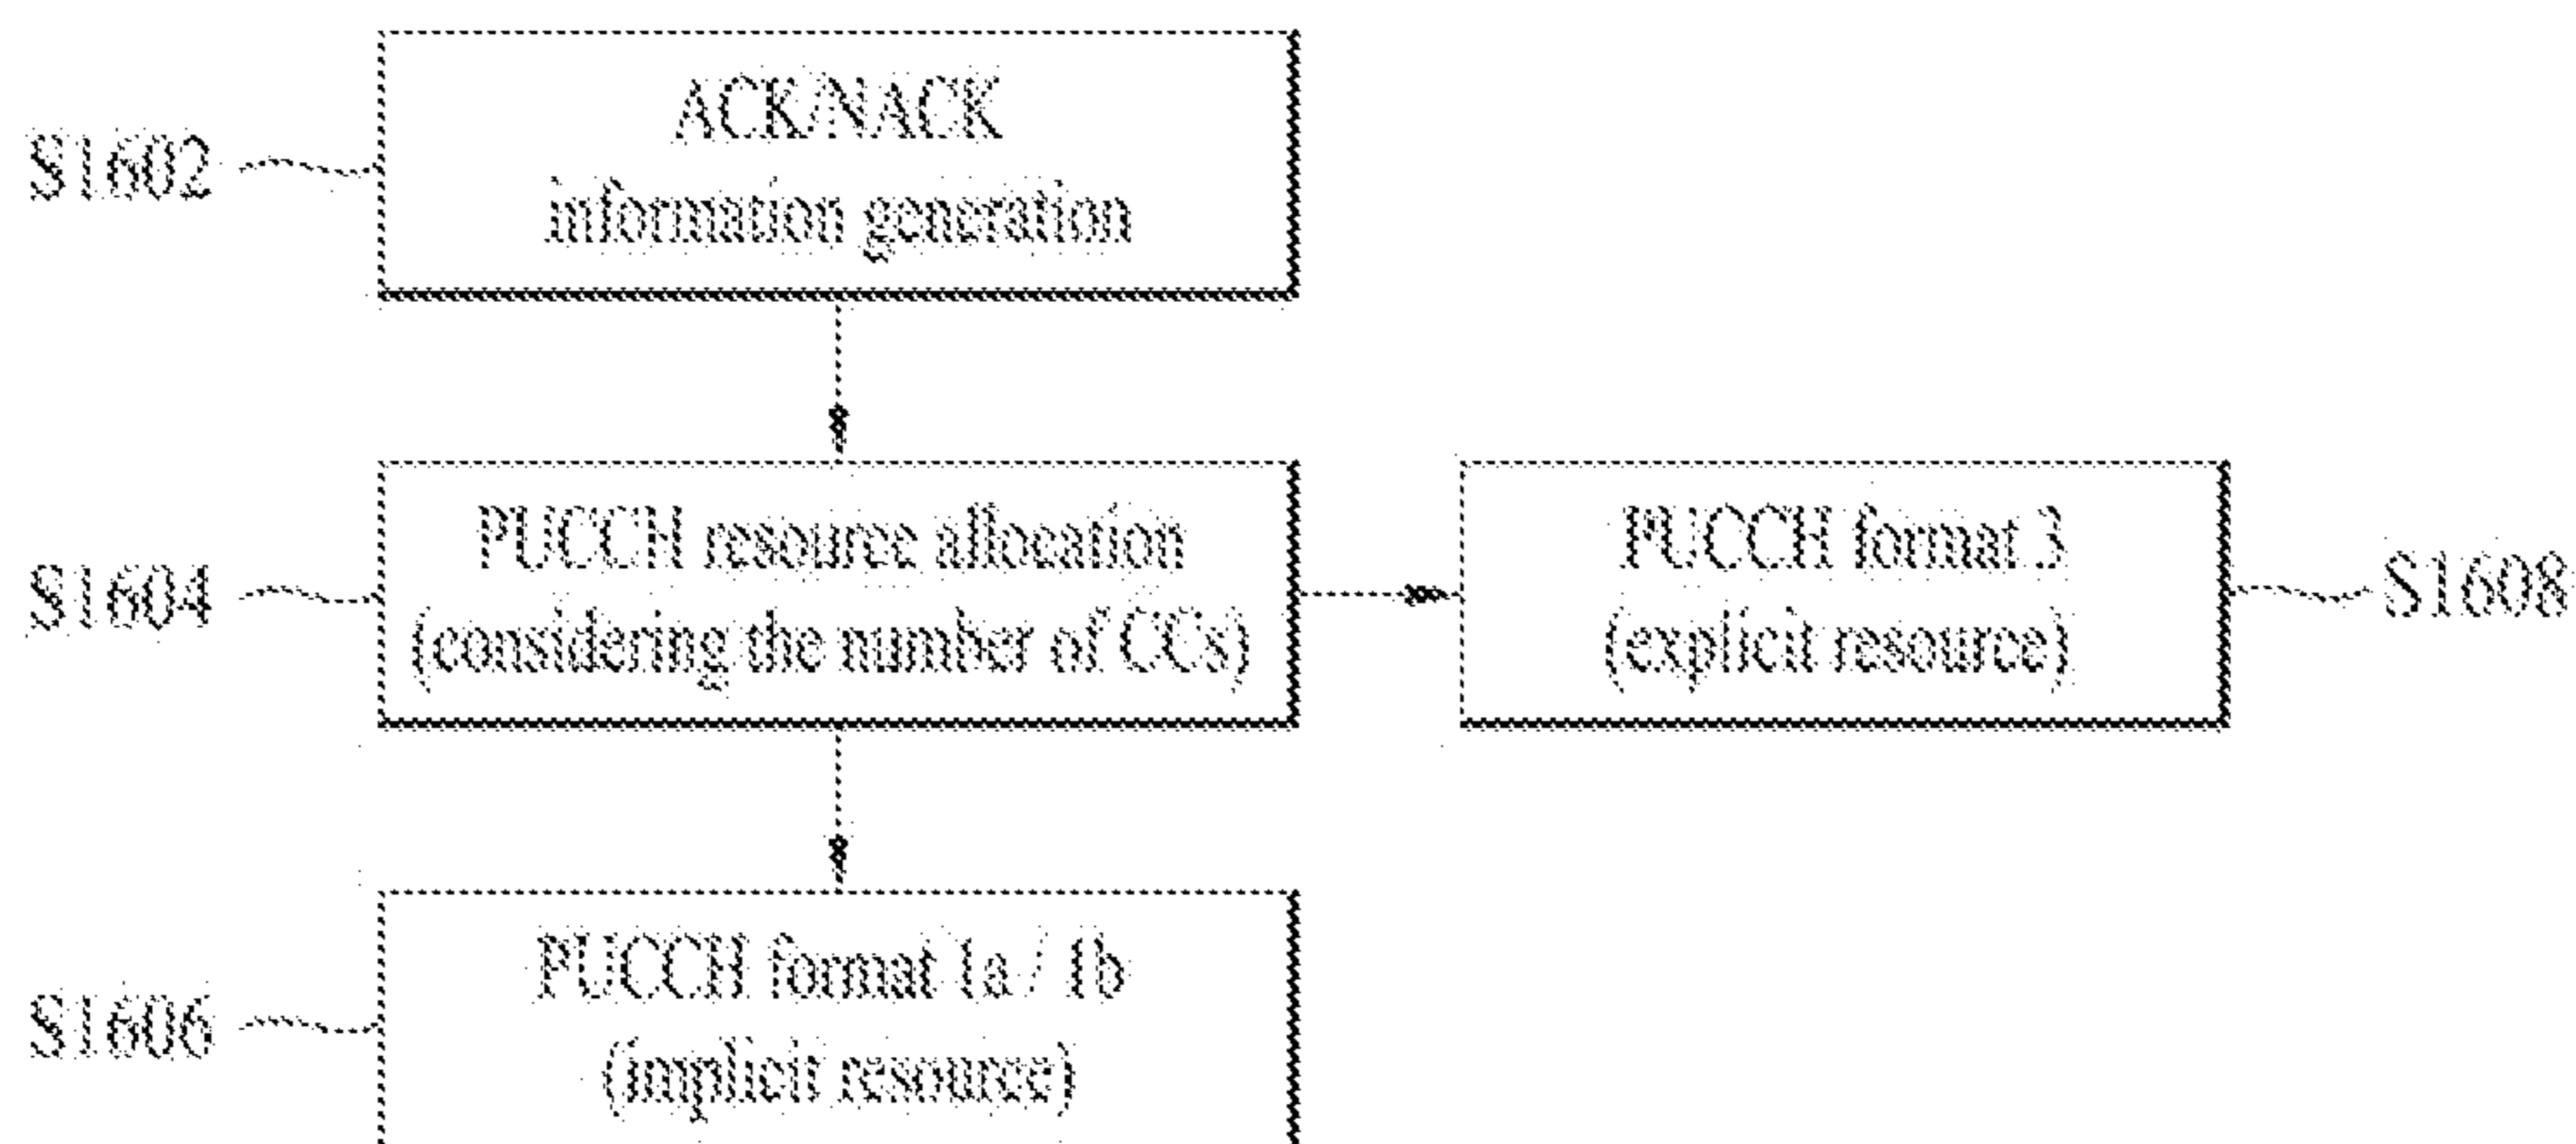 ACK/NACK
information generation
S1602
PUCCH resource allocation
(considering the number of CCs)
S1604
PUCCH format 3
(explicit resource)
S1608
PUCCH format 1a / 1b
(implicit resource)
S1606